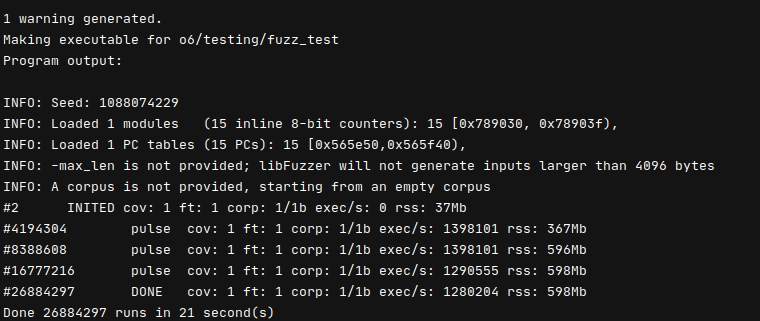 1 warning generated.
Making executable for o6/testing/fuzz_test
Program output:
INFO: Seed: 1088074229
INFO: Loaded 1 modules   (15 inline 8-bit counters): 15 [0x789030, 0x78903f),
INFO: Loaded 1 PC tables (15 PCs): 15 [0x565e50,0x565f40),
INFO: -max_len is not provided; libFuzzer will not generate inputs larger than 4096 bytes
INFO: A corpus is not provided, starting from an empty corpus
#2      INITED cov: 1 ft: 1 corp: 1/1b exec/s: 0 rss: 37Mb
#4194304        pulse  cov: 1 ft: 1 corp: 1/1b exec/s: 1398101 rss: 367Mb
#8388608        pulse  cov: 1 ft: 1 corp: 1/1b exec/s: 1398101 rss: 596Mb
#16777216       pulse  cov: 1 ft: 1 corp: 1/1b exec/s: 1290555 rss: 598Mb
#26884297       DONE   cov: 1 ft: 1 corp: 1/1b exec/s: 1280204 rss: 598Mb
Done 26884297 runs in 21 second(s)